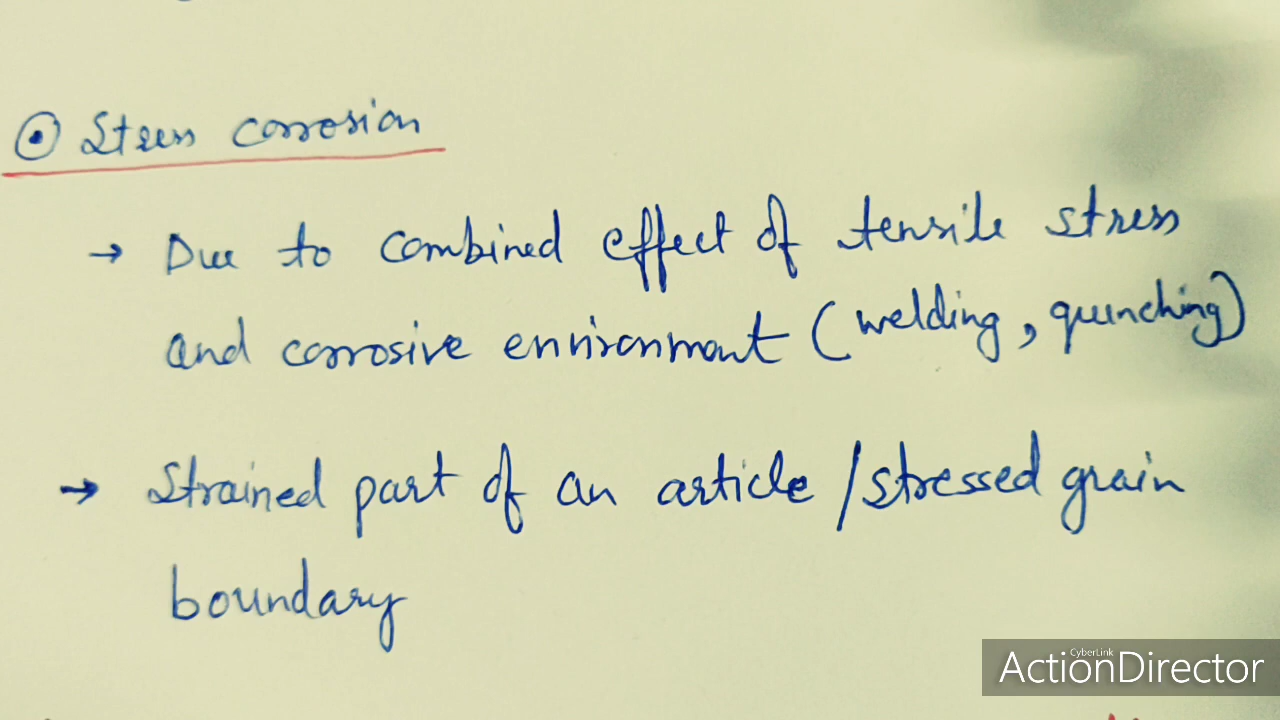 ⊙ Stress corrosion
→ Due to combined effect of tensile stress
and corrosive environment (welding, quenching)
→ Strained part of an article / stressed grain
boundary
CyberLink
ActionDirector